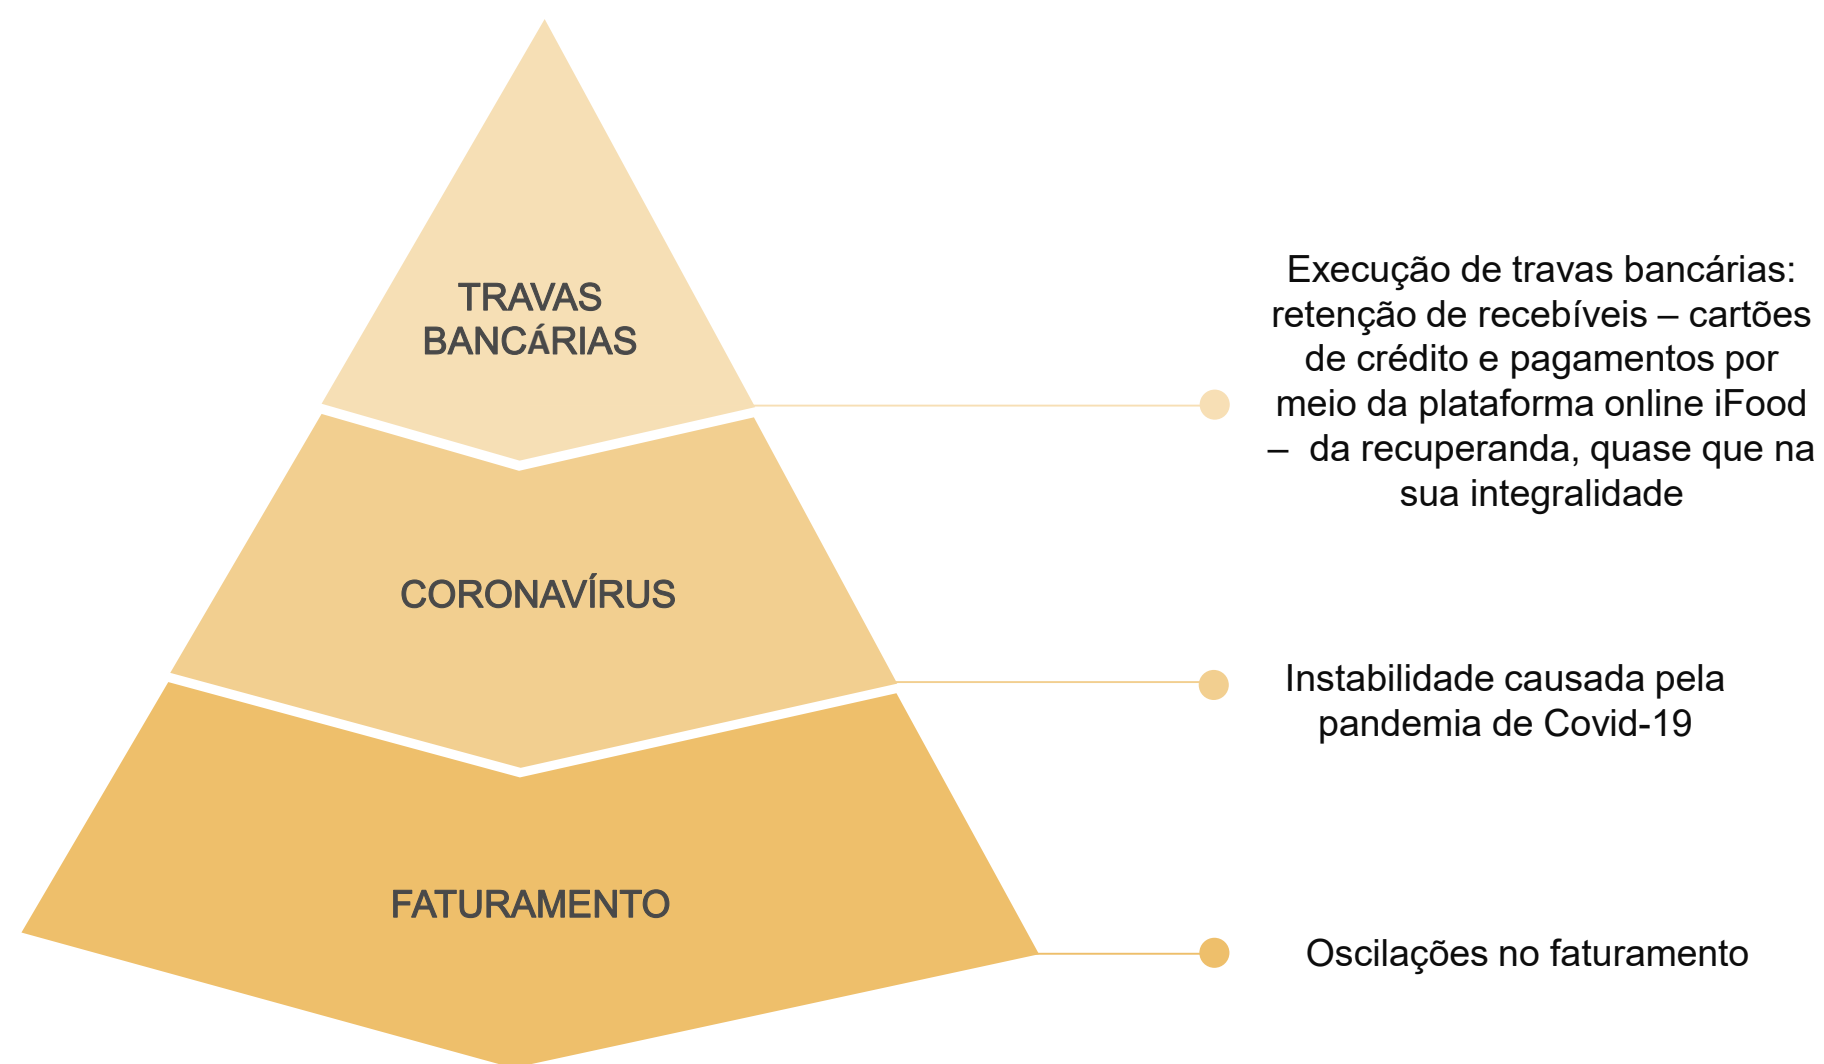 TRAVAS
BANCÁRIAS
Execução de travas bancárias:
retenção de recebíveis – cartões
de crédito e pagamentos por
meio da plataforma online iFood
– da recuperanda, quase que na
sua integralidade
CORONAVÍRUS
Instabilidade causada pela
pandemia de Covid-19
FATURAMENTO
Oscilações no faturamento